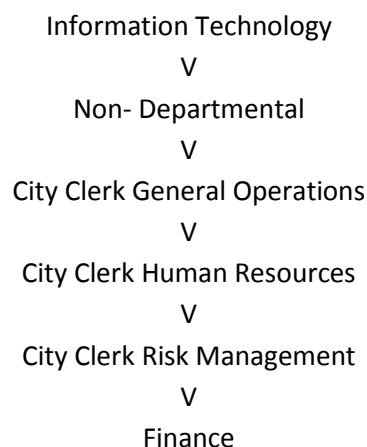 Information Technology
V
Non- Departmental
V
City Clerk General Operations
V
City Clerk Human Resources
V
City Clerk Risk Management
V
Finance